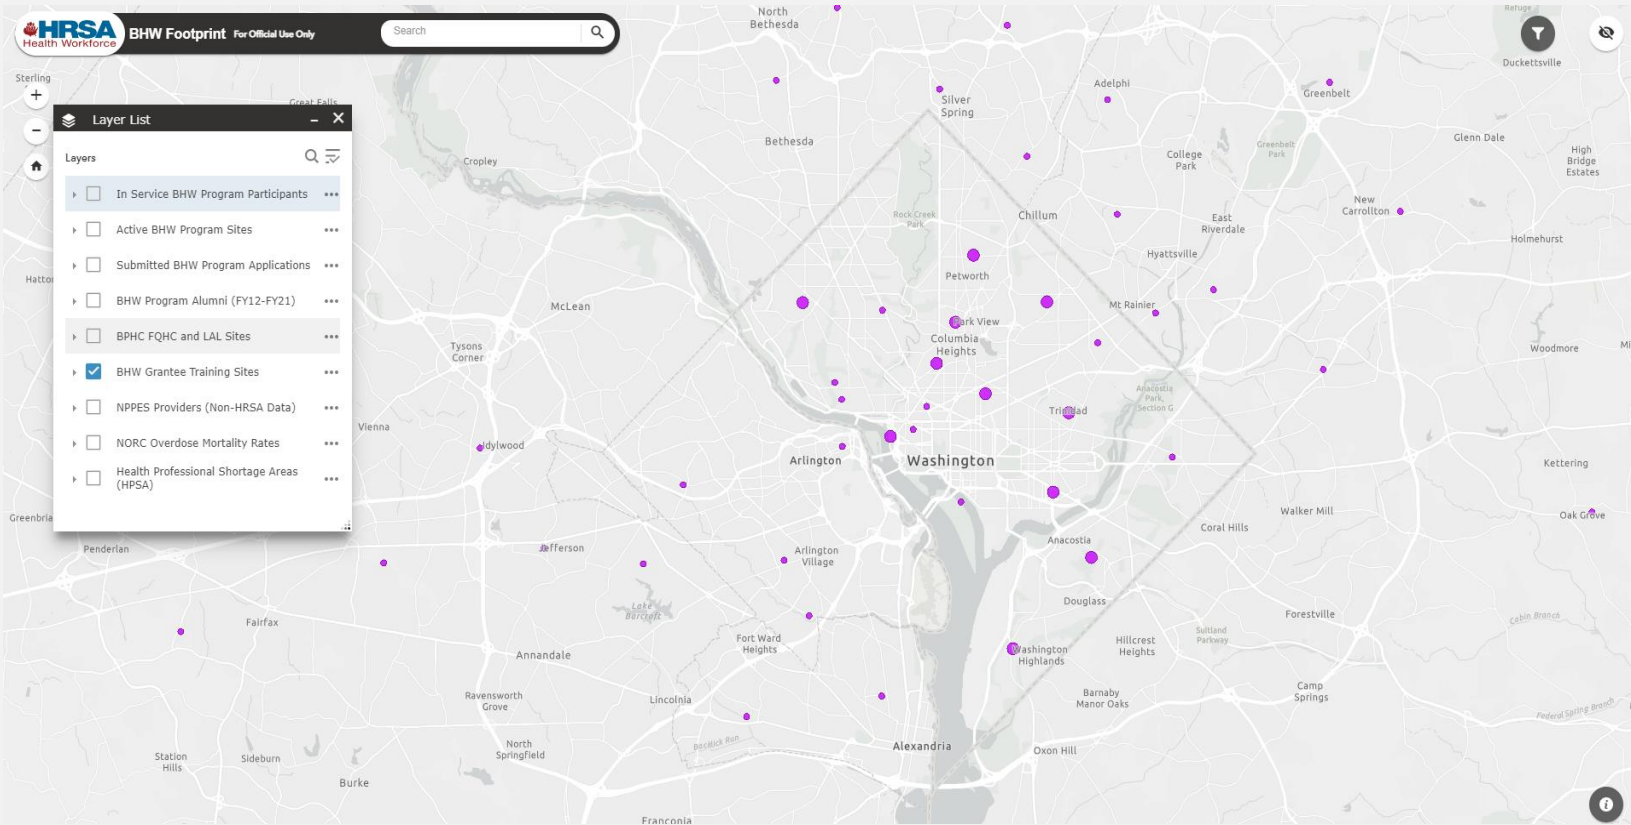 HRSA
Health Workforce
BHW Footprint For Official Use Only
Search
Layer List
Layers
In Service BHW Program Participants
Active BHW Program Sites
Submitted BHW Program Applications
BHW Program Alumni (FY12-FY21)
BPHC FQHC and LAL Sites
BHW Grantee Training Sites
NPPES Providers (Non-HRSA Data)
NORC Overdose Mortality Rates
Health Professional Shortage Areas
(HPSA)
North
Bethesda
Refuge
Duckettsville
Sterling
Great Falls
Adelphi
Greenbelt
Silver
Spring
Bethesda
Glenn Dale
High
Bridge
Estates
Greenbelt
Park
College
Park
Cropley
New
Carrollton
Rock Creek
Park
Chillum
East
Riverdale
Holmehurst
Hyattsville
Petworth
McLean
Mt Rainier
Park View
Columbia
Heights
Tysons
Corner
Woodmore
Anacostia
Park,
Section G
Trinidad
Vienna
Idylwood
Arlington
Washington
Kettering
Walker Mill
Oak Grove
Coral Hills
Anacostia
Penderlan
Jefferson
Arlington
Village
Douglass
Forestville
Cabin Branch
Lake
Barcroft
Fairfax
Suitland
Parkway
Fort Ward
Heights
Hillcrest
Heights
Washington
Highlands
Annandale
Camp
Springs
Barnaby
Manor Oaks
Ravensworth
Grove
Lincolnia
Federal Spring Branch
Backlick Run
North
Springfield
Alexandria
Oxon Hill
Station
Hills
Sideburn
Burke
Franconia